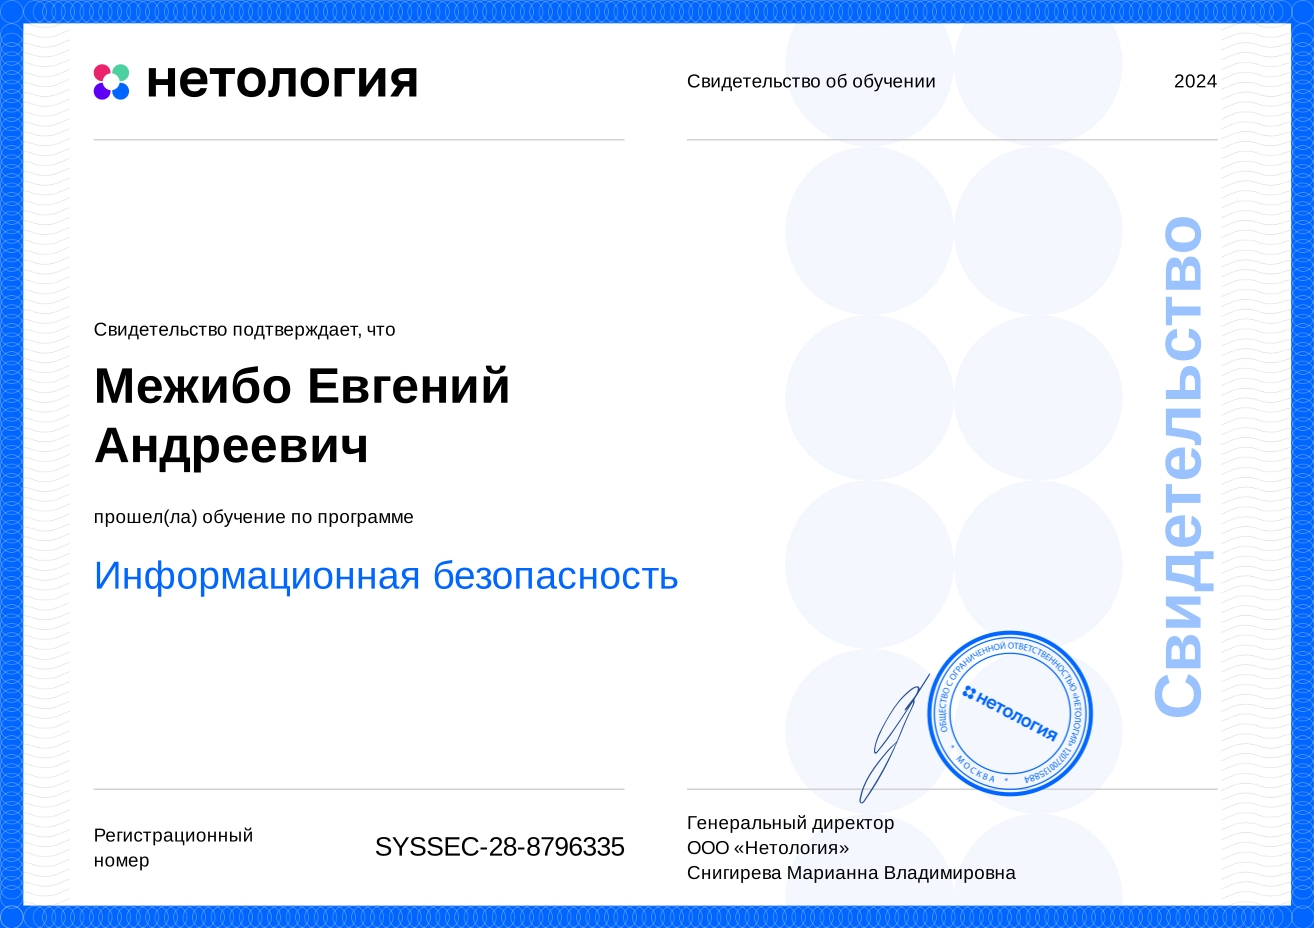 нетология
Свидетельство об обучении
2024
Свидетельство подтверждает, что
Межибо Евгений
Андреевич
прошел(ла) обучение по программе
Информационная безопасность
Свидетельство
ОБЩЕСТВО С ОГРАНИЧЕННОЙ ОТВЕТСТВЕННОСТЬЮ «НЕТОЛОГИЯ» 1207700135884
* МОСКВА *
нетология
Регистрационный
номер
SYSSEC-28-8796335
Генеральный директор
ООО «Нетология»
Снигирева Марианна Владимировна